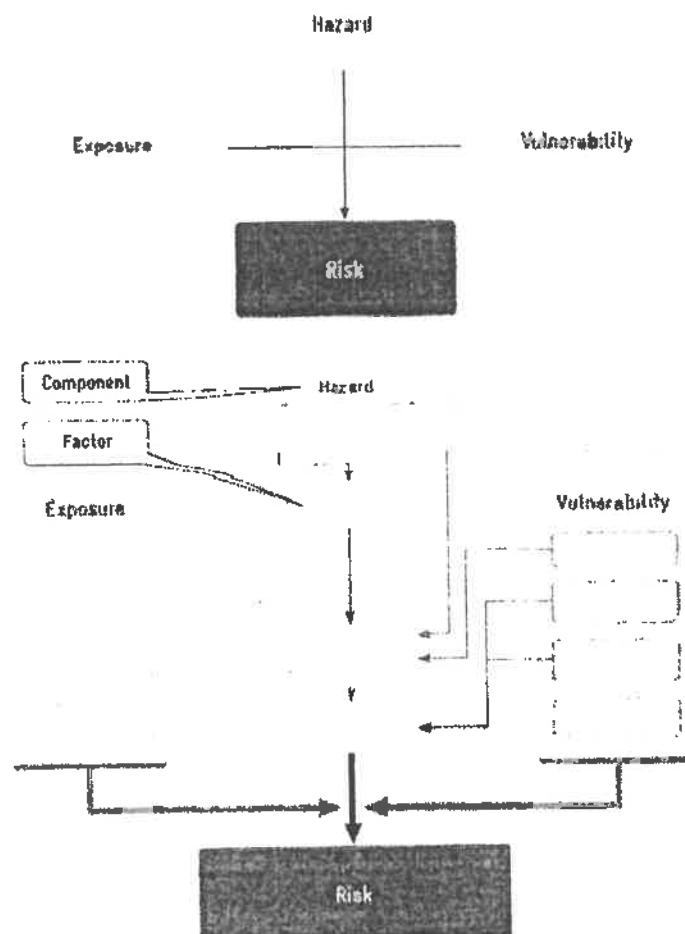 Hazard
Exposure
Vulnerability
Risk
Component
Hazard
Factor
Exposure
Vulnerability
Risk